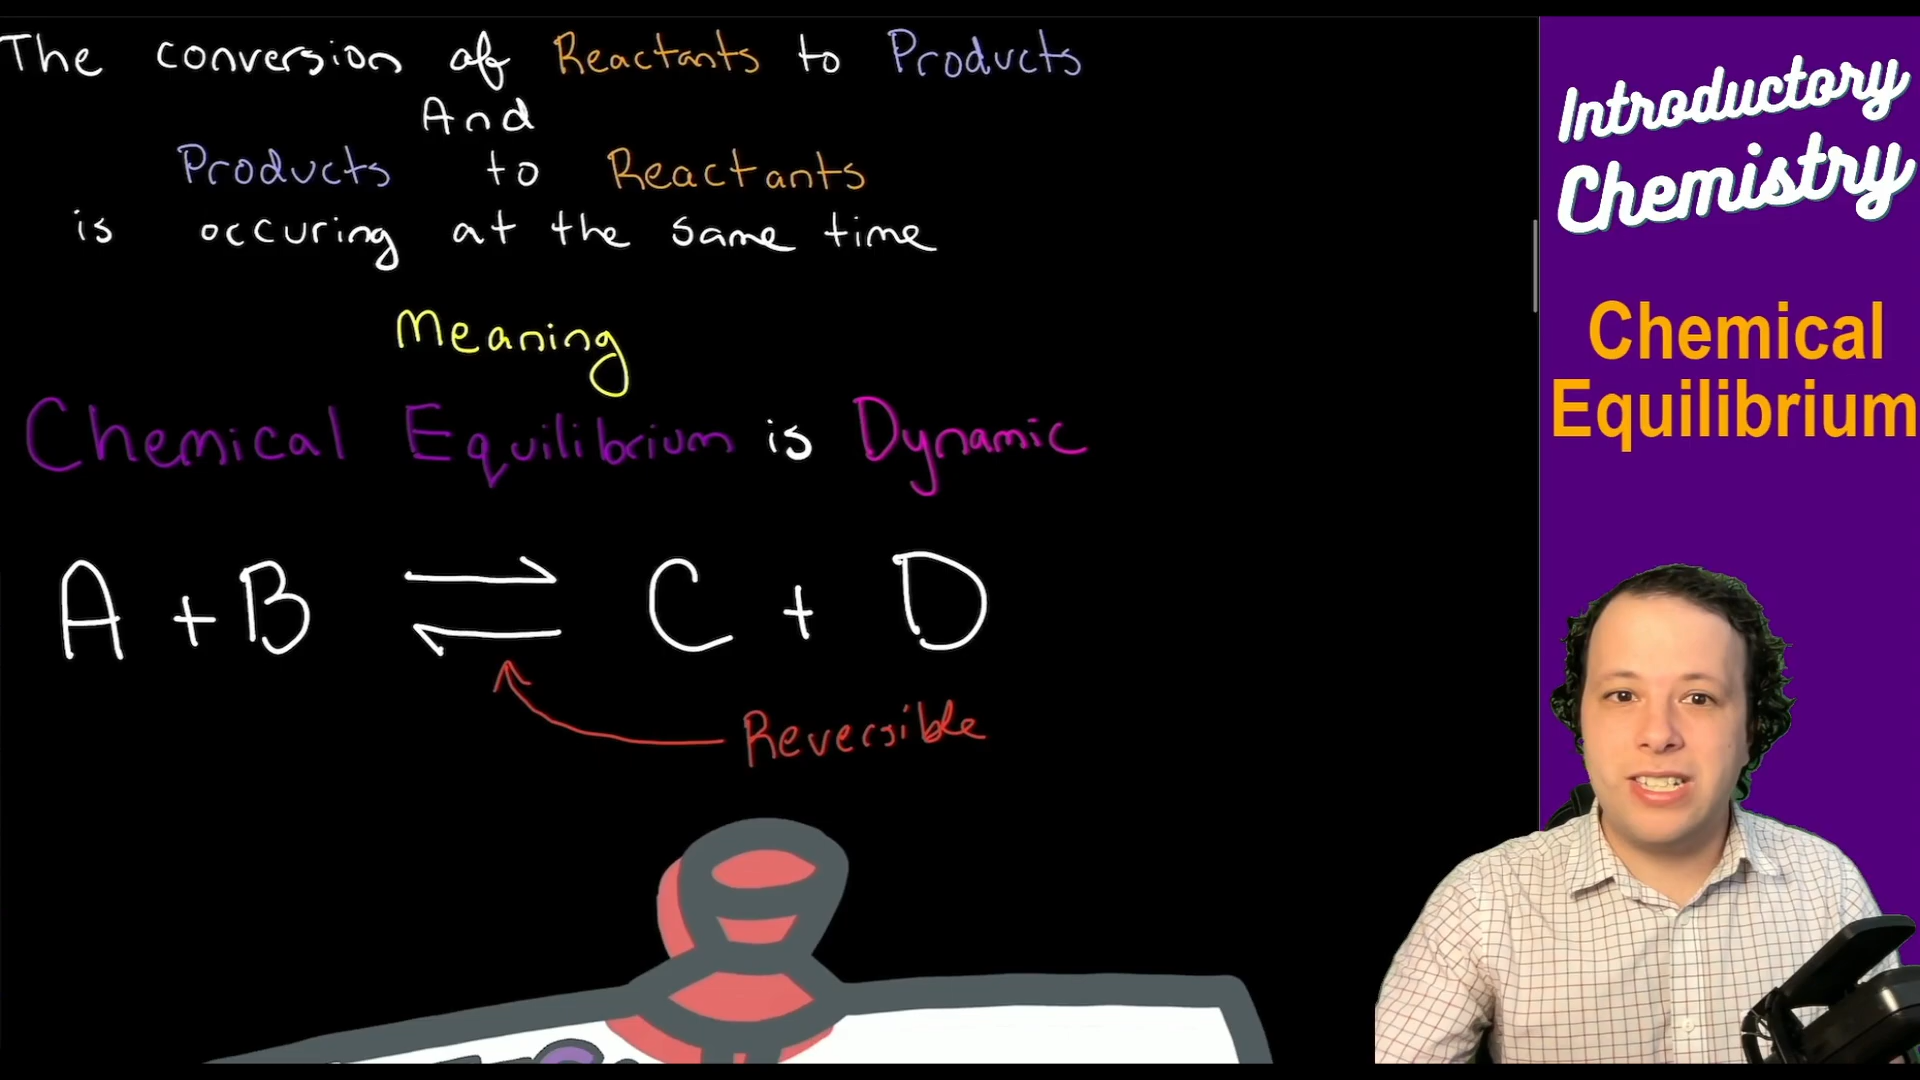 The conversion of Reactants to Products
And
Products to Reactants
is occuring at the same time
Meaning
Chemical Equilibrium is Dynamic
A + B ⇌ C + D
Reversible
Introductory
Chemistry
Chemical
Equilibrium